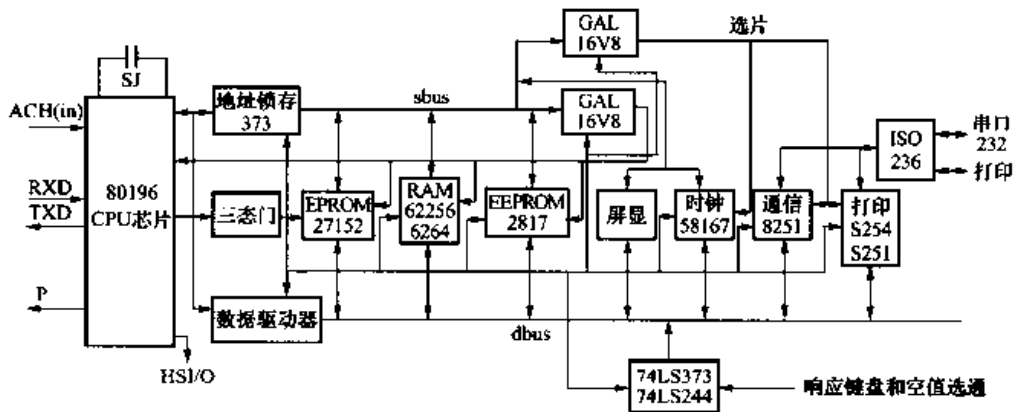 GAL
16V8
选片
SJ
ACH(in)
地址锁存
373
sbus
GAL
16V8
ISO
236
串口
232
打印
RXD
TXD
80196
CPU芯片
三态门
EPROM
27152
RAM
62256
6264
EEPROM
2817
屏显
时钟
58167
通信
8251
打印
S254
S251
P
数据驱动器
dbus
HSI/O
74LS373
74LS244
响应键盘和空值选通